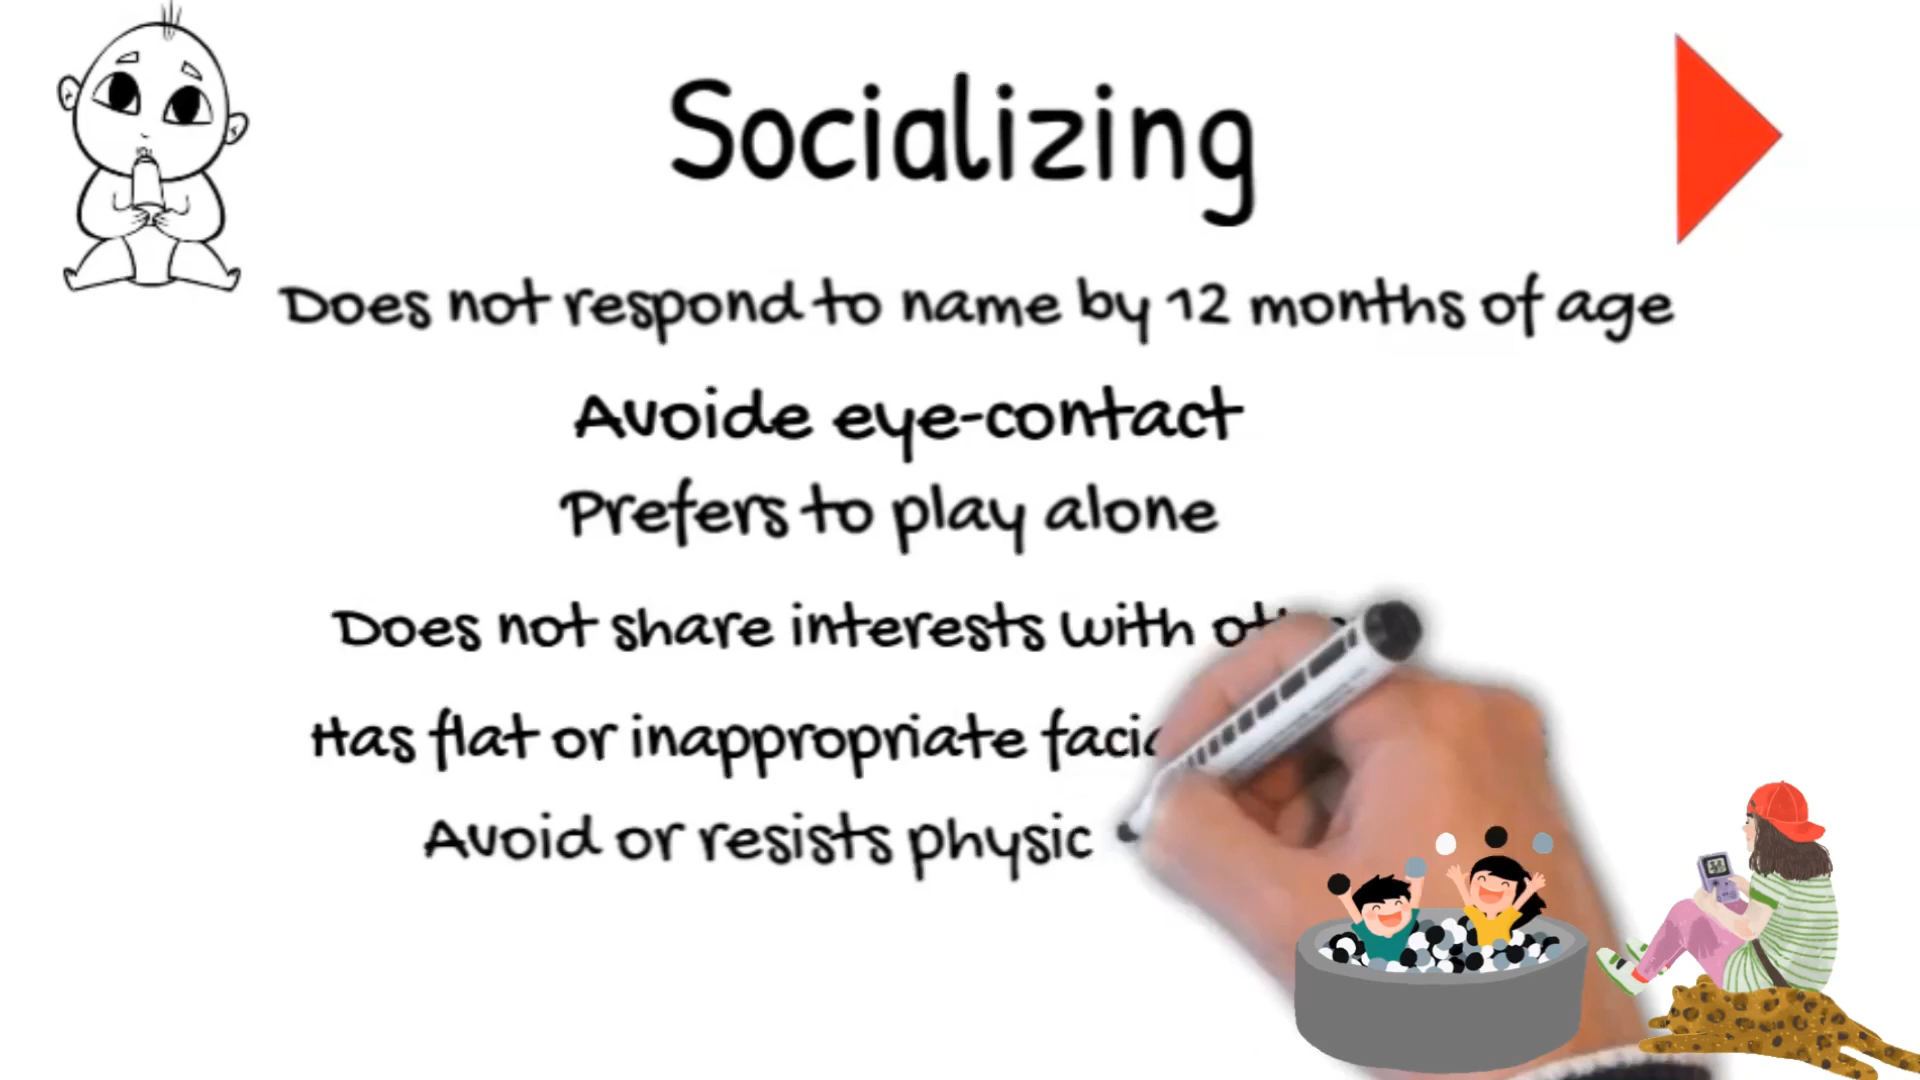 Socializing
Does not respond to name by 12 months of age
Avoide eye-contact
Prefers to play alone
Does not share interests with
Has flat or inappropriate
Avoid or resists physic